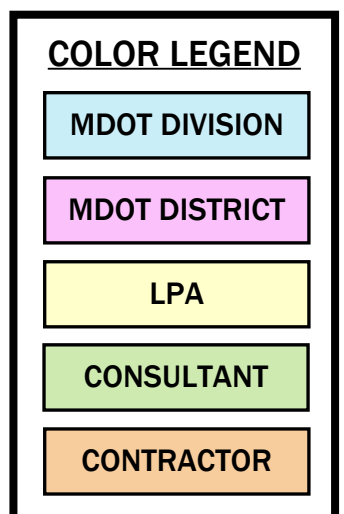 COLOR LEGEND
MDOT DIVISION
MDOT DISTRICT
LPA
CONSULTANT
CONTRACTOR